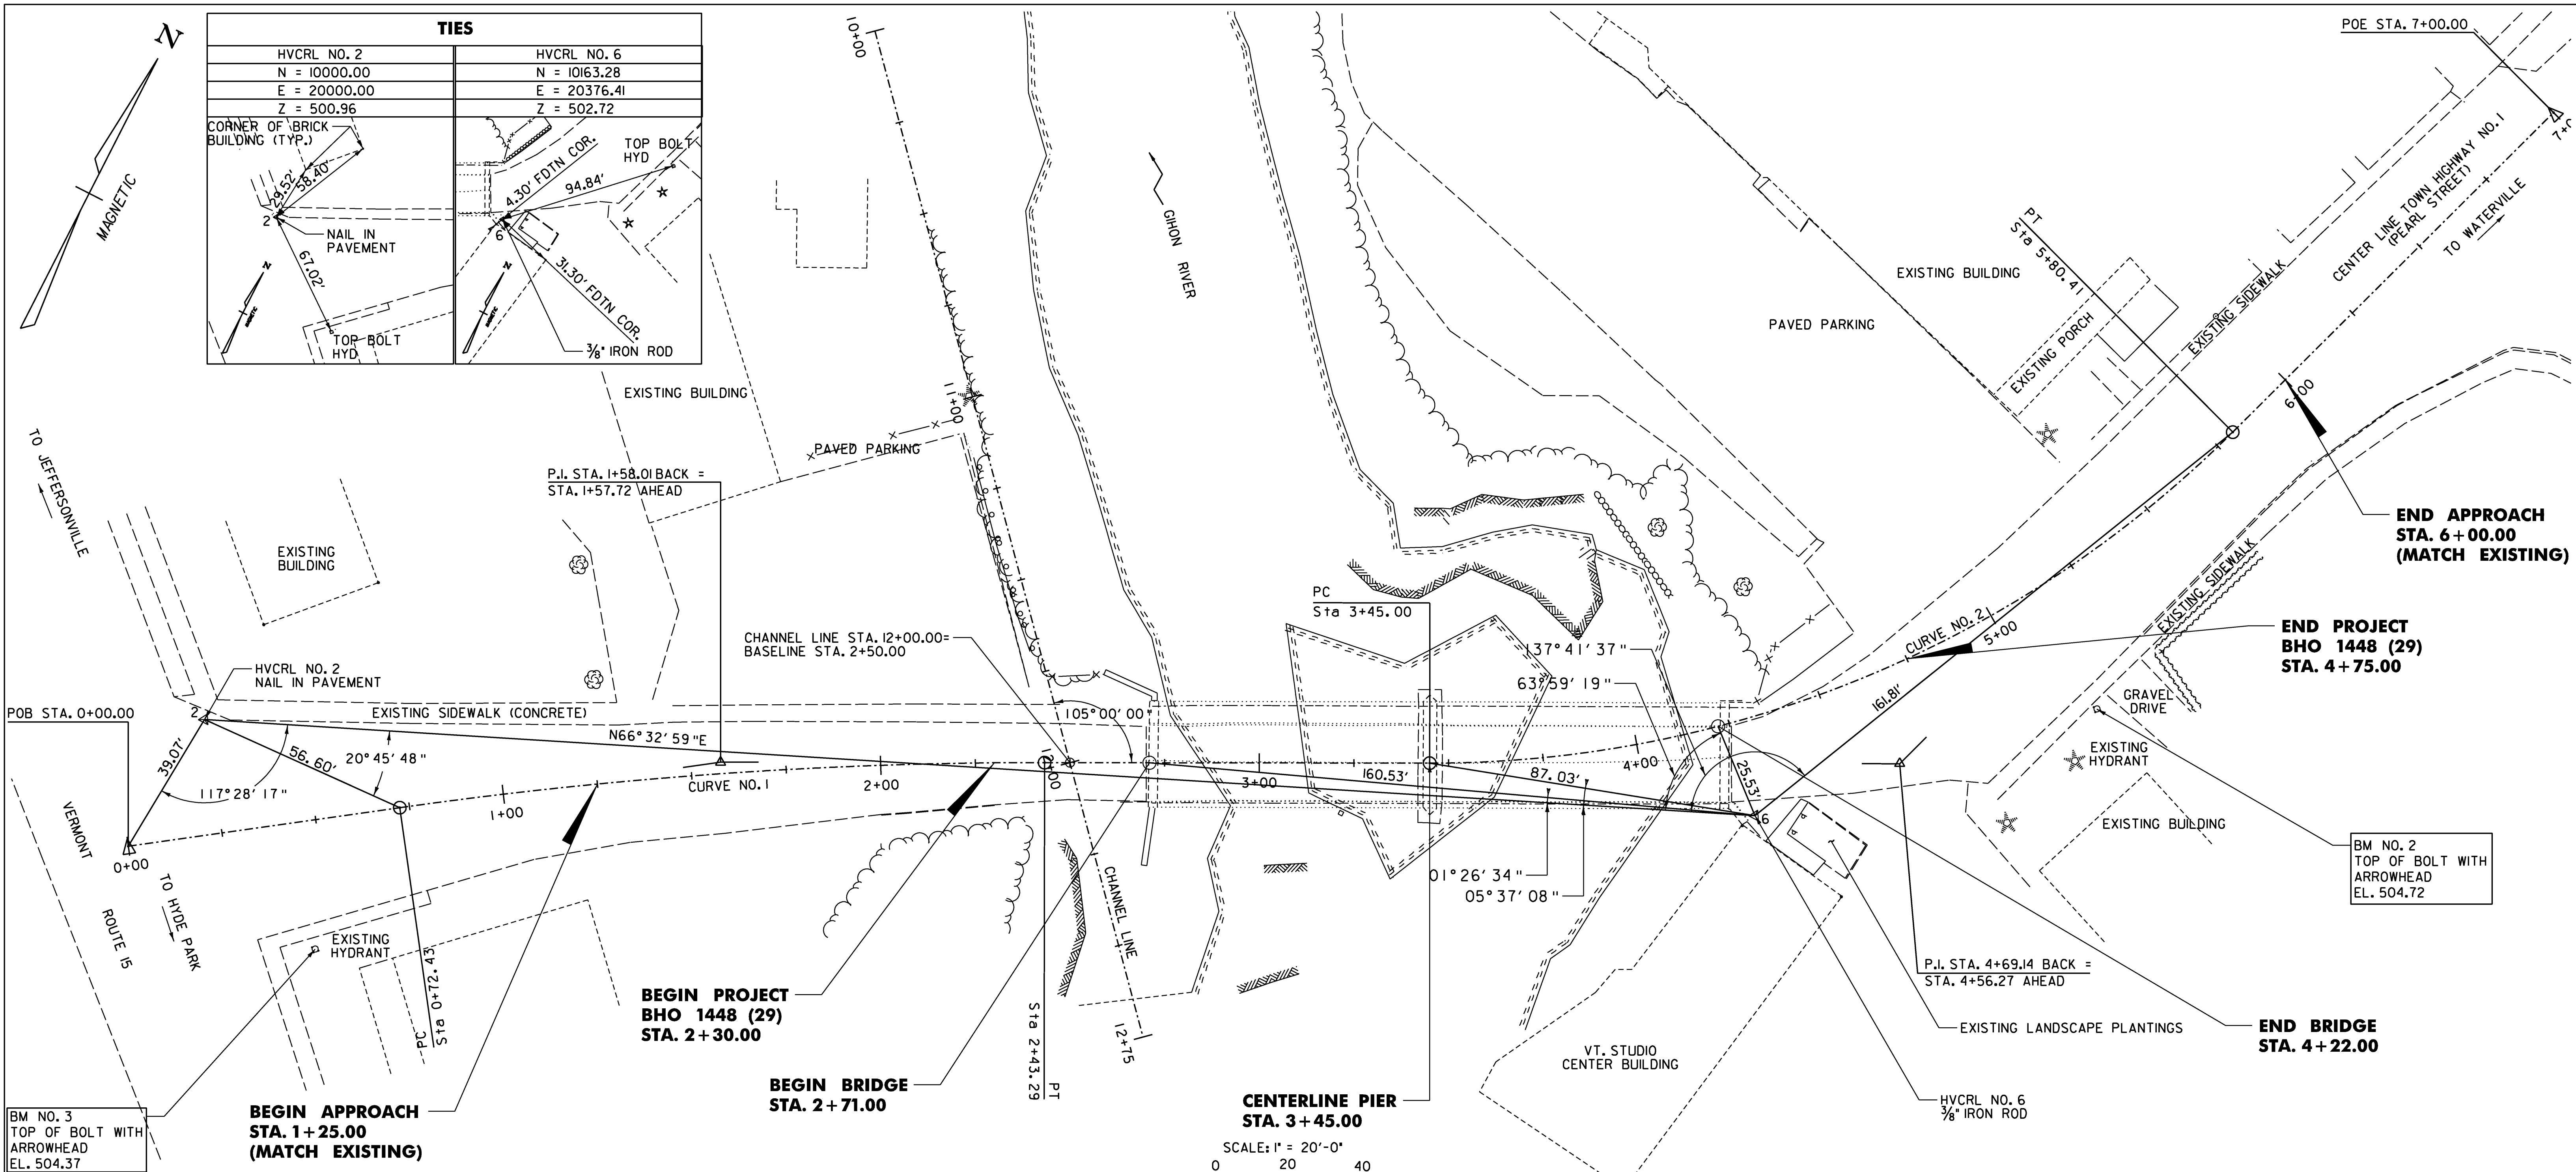 TIES
HVCRL NO. 2
N = 10000.00
E = 20000.00
Z = 500.96
HVCRL NO. 6
N = 10163.28
E = 20376.41
Z = 502.72
CORNER OF BRICK
BUILDING (TYP.)
29.52'
58.40'
2
NAIL IN
PAVEMENT
67.02'
TOP BOLT
HYD
N
MAGNETIC
TOP BOLT
HYD
4.30' FDTN COR.
94.84'
6
31.30' FDTN COR.
3/8" IRON ROD
N
MAGNETIC
N
MAGNETIC
10+00
11+00
GIHON RIVER
POE STA. 7+00.00
CENTER LINE TOWN HIGHWAY NO. 1
(PEARL STREET)
TO WATERVILLE
PT
Sta 5+80.41
EXISTING BUILDING
PAVED PARKING
EXISTING PORCH
EXISTING SIDEWALK
6+00
END APPROACH
STA. 6+00.00
(MATCH EXISTING)
EXISTING SIDEWALK
TO JEFFERSONVILLE
EXISTING BUILDING
PAVED PARKING
P.I. STA. 1+58.01 BACK =
STA. 1+57.72 AHEAD
EXISTING
BUILDING
PC
Sta 3+45.00
CHANNEL LINE STA. 12+00.00=
BASELINE STA. 2+50.00
137° 41' 37"
63° 59' 19"
CURVE NO. 2
5+00
END PROJECT
BHO 1448 (29)
STA. 4+75.00
HVCRL NO. 2
NAIL IN PAVEMENT
POB STA. 0+00.00
2
EXISTING SIDEWALK (CONCRETE)
105° 00' 00"
161.81'
GRAVEL
DRIVE
39.07'
56.60'
20° 45' 48"
N66° 32' 59"E
117° 28' 17"
1+00
CURVE NO. 1
2+00
12+00
3+00
160.53'
87.03'
4+00
25.53'
6
EXISTING
HYDRANT
EXISTING BUILDING
BM NO. 2
TOP OF BOLT WITH
ARROWHEAD
EL. 504.72
0+00
VERMONT
ROUTE 15
TO HYDE PARK
01° 26' 34"
05° 37' 08"
CHANNEL LINE
12+75
EXISTING
HYDRANT
PC
Sta 0+72.43
BEGIN PROJECT
BHO 1448 (29)
STA. 2+30.00
PT
Sta 2+43.29
P.I. STA. 4+69.14 BACK =
STA. 4+56.27 AHEAD
EXISTING LANDSCAPE PLANTINGS
END BRIDGE
STA. 4+22.00
VT. STUDIO
CENTER BUILDING
BEGIN BRIDGE
STA. 2+71.00
CENTERLINE PIER
STA. 3+45.00
HVCRL NO. 6
3/8" IRON ROD
BM NO. 3
TOP OF BOLT WITH
ARROWHEAD
EL. 504.37
BEGIN APPROACH
STA. 1+25.00
(MATCH EXISTING)
SCALE: 1" = 20'-0"
0 20 40